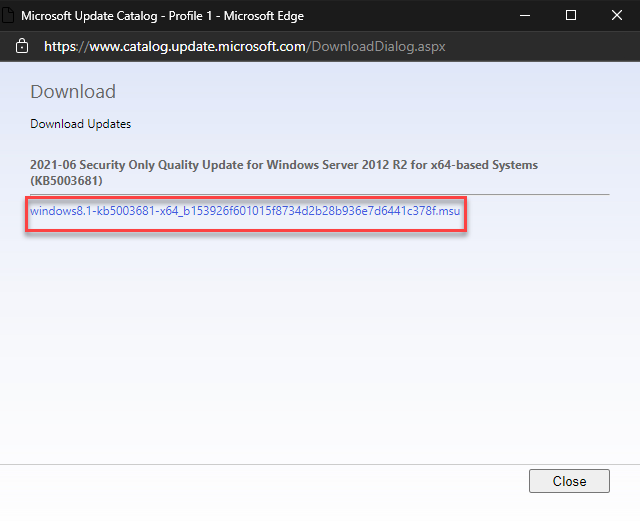 Microsoft Update Catalog - Profile 1 - Microsoft Edge
https://www.catalog.update.microsoft.com/DownloadDialog.aspx
Download
Download Updates
2021-06 Security Only Quality Update for Windows Server 2012 R2 for x64-based Systems
(KB5003681)
windows8.1-kb5003681-x64_b153926f601015f8734d2b28b936e7d6441c378f.msu
Close